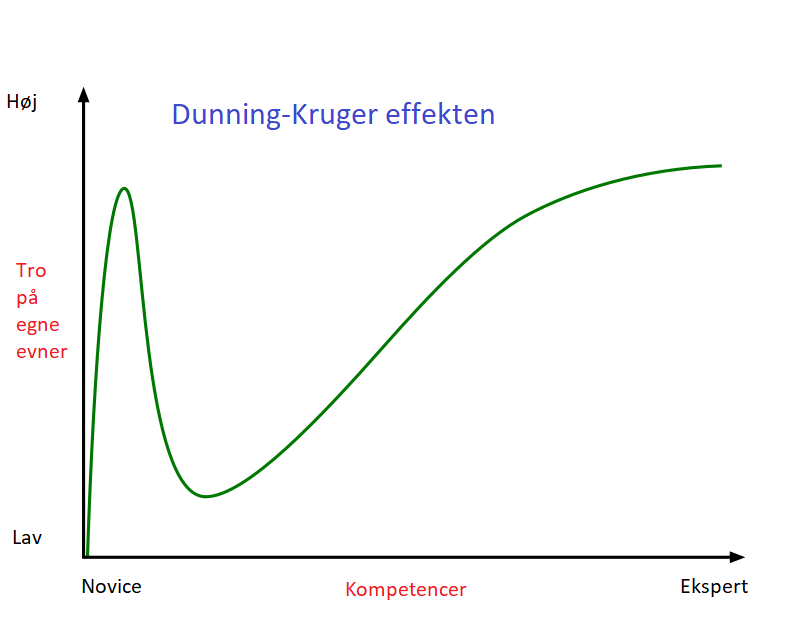 Dunning-Kruger effekten
Høj
Tro
på
egne
evner
Lav
Novice
Kompetencer
Ekspert